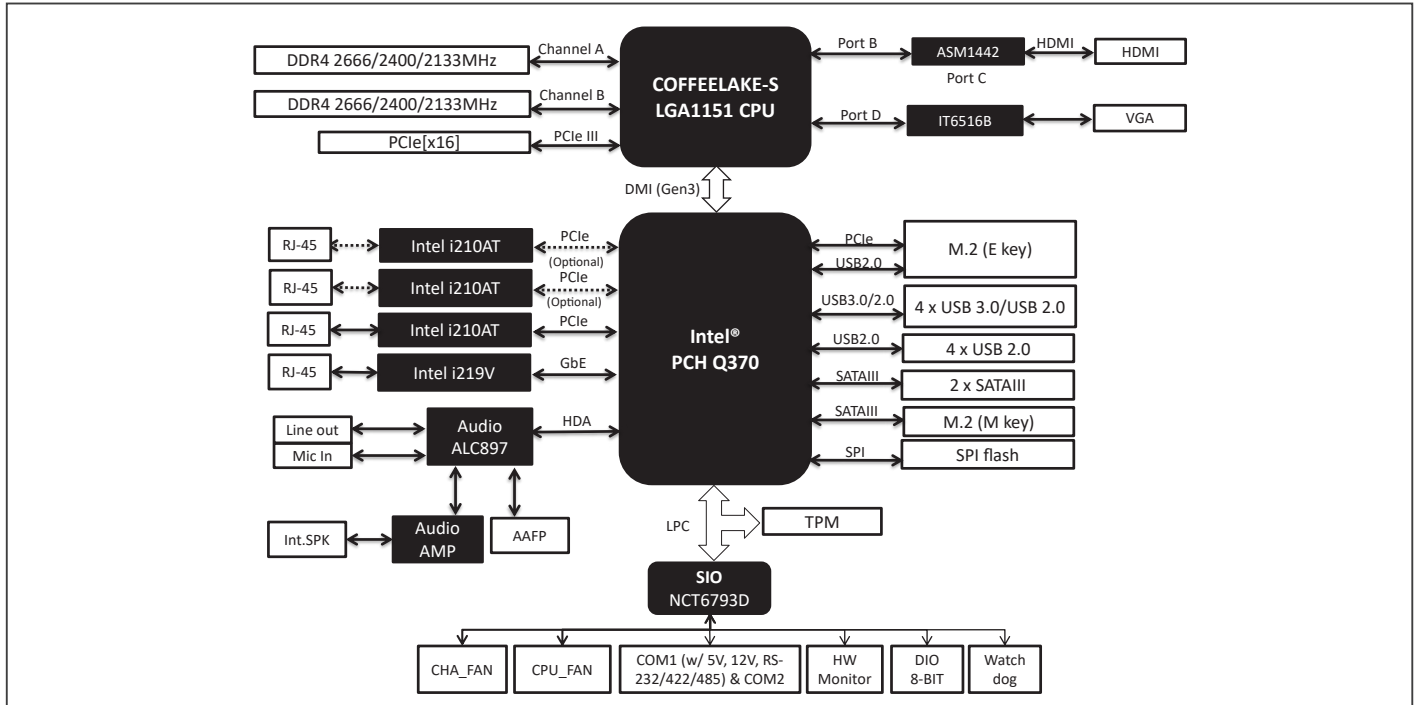 DDR4 2666/2400/2133MHz
Channel A
DDR4 2666/2400/2133MHz
Channel B
PCIe[x16]
PCIe III
COFFEELAKE-S
LGA1151 CPU
Port B
ASM1442
HDMI
HDMI
Port C
Port D
IT6516B
VGA
DMI (Gen3)
RJ-45
Intel i210AT
PCIe
(Optional)
RJ-45
Intel i210AT
PCIe
(Optional)
RJ-45
Intel i210AT
PCIe
RJ-45
Intel i219V
GbE
Line out
Mic In
Audio
ALC897
HDA
Int.SPK
Audio
AMP
AAFP
Intel®
PCH Q370
PCIe
USB2.0
M.2 (E key)
USB3.0/2.0
4 x USB 3.0/USB 2.0
USB2.0
4 x USB 2.0
SATAIII
2 x SATAIII
SATAIII
M.2 (M key)
SPI
SPI flash
LPC
TPM
SIO
NCT6793D
CHA_FAN
CPU_FAN
COM1 (w/ 5V, 12V, RS-
232/422/485) & COM2
HW
Monitor
DIO
8-BIT
Watch
dog